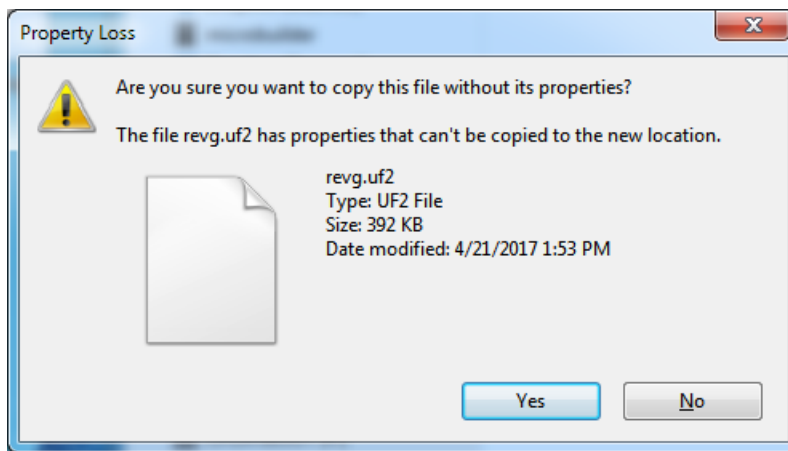 Property Loss
Are you sure you want to copy this file without its properties?
The file revg.uf2 has properties that can't be copied to the new location.
revg.uf2
Type: UF2 File
Size: 392 KB
Date modified: 4/21/2017 1:53 PM
Yes
No